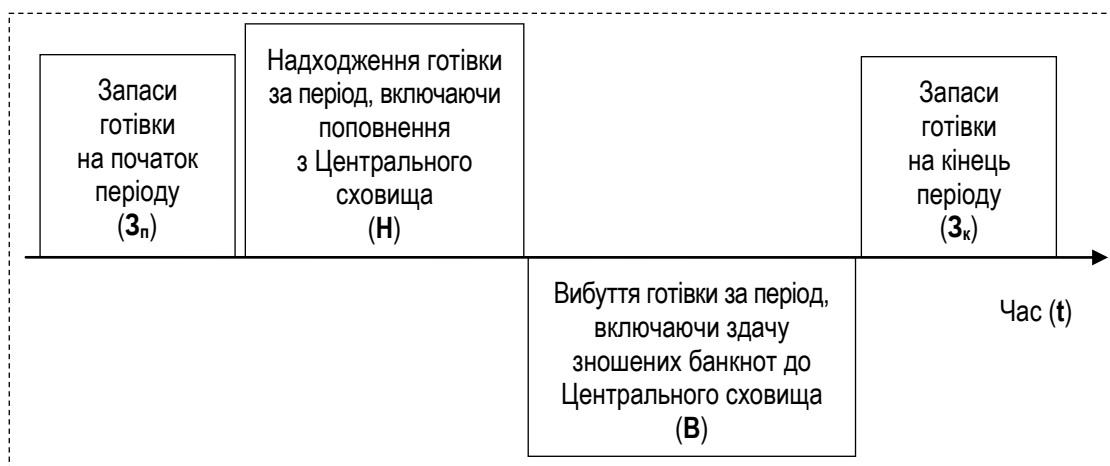 Запаси
готівки
на початок
періоду
(Зп)
Надходження готівки
за період, включаючи
поповнення
з Центрального
сховища
(Н)
Запаси
готівки
на кінець
періоду
(Зк)
Вибуття готівки за період,
включаючи здачу
зношених банкнот до
Центрального сховища
(В)
Час (t)